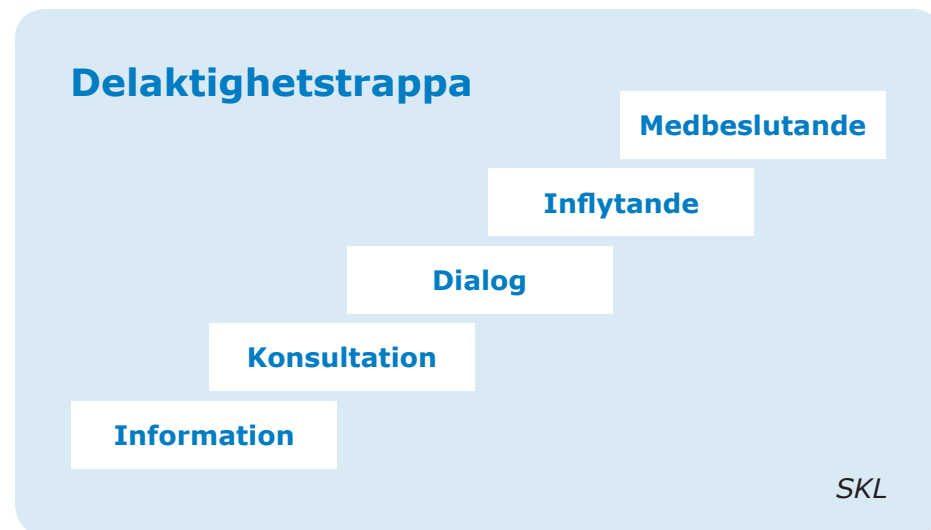 Delaktighetstrappa
Medbeslutande
Inflytande
Dialog
Konsultation
Information
SKL